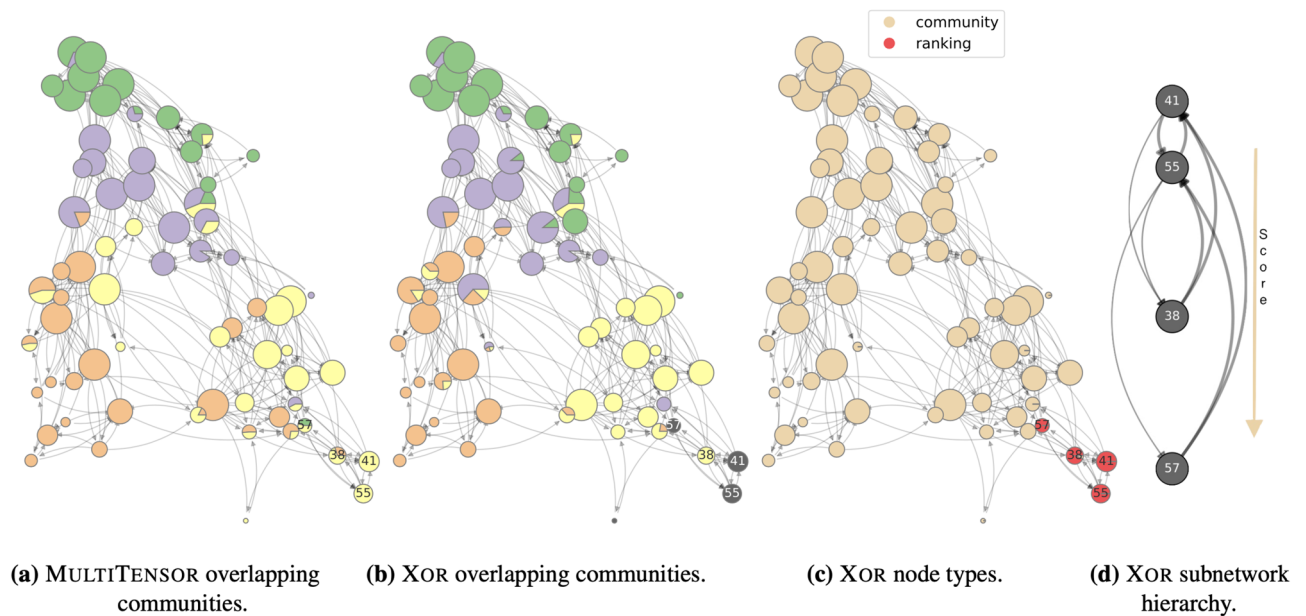 community
ranking
57
38
41
55
57
38
41
55
57
38
41
55
41
55
38
57
S
c
o
r
e
(a) MULTITENSOR overlapping
communities.
(b) XOR overlapping communities.
(c) XOR node types.
(d) XOR subnetwork
hierarchy.